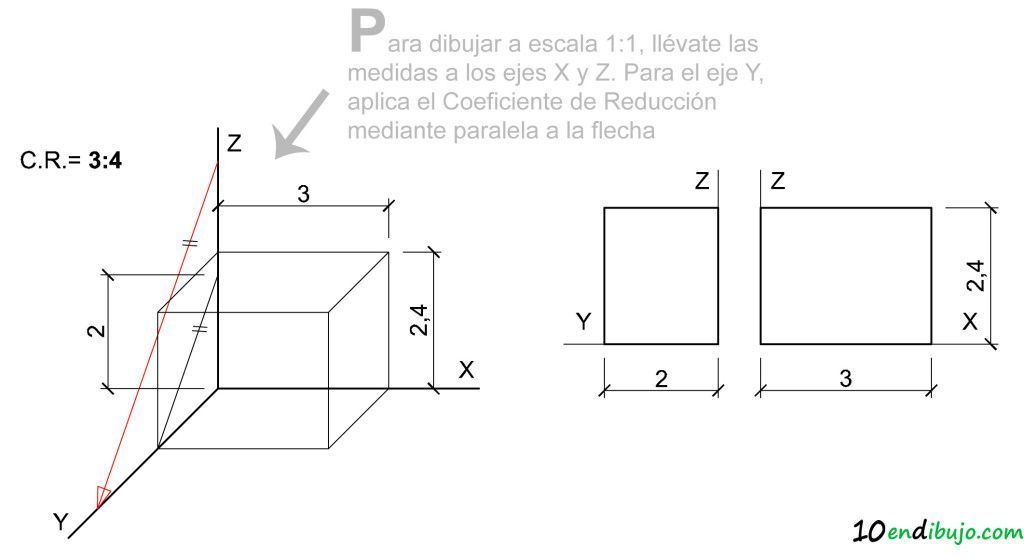 Para dibujar a escala 1:1, llévate las
medidas a los ejes X y Z. Para el eje Y,
aplica el Coeficiente de Reducción
mediante paralela a la flecha
C.R.= 3:4
Z
3
2
2,4
X
Y
Z
Z
Y
X
2,4
2
3
10endibujo.com